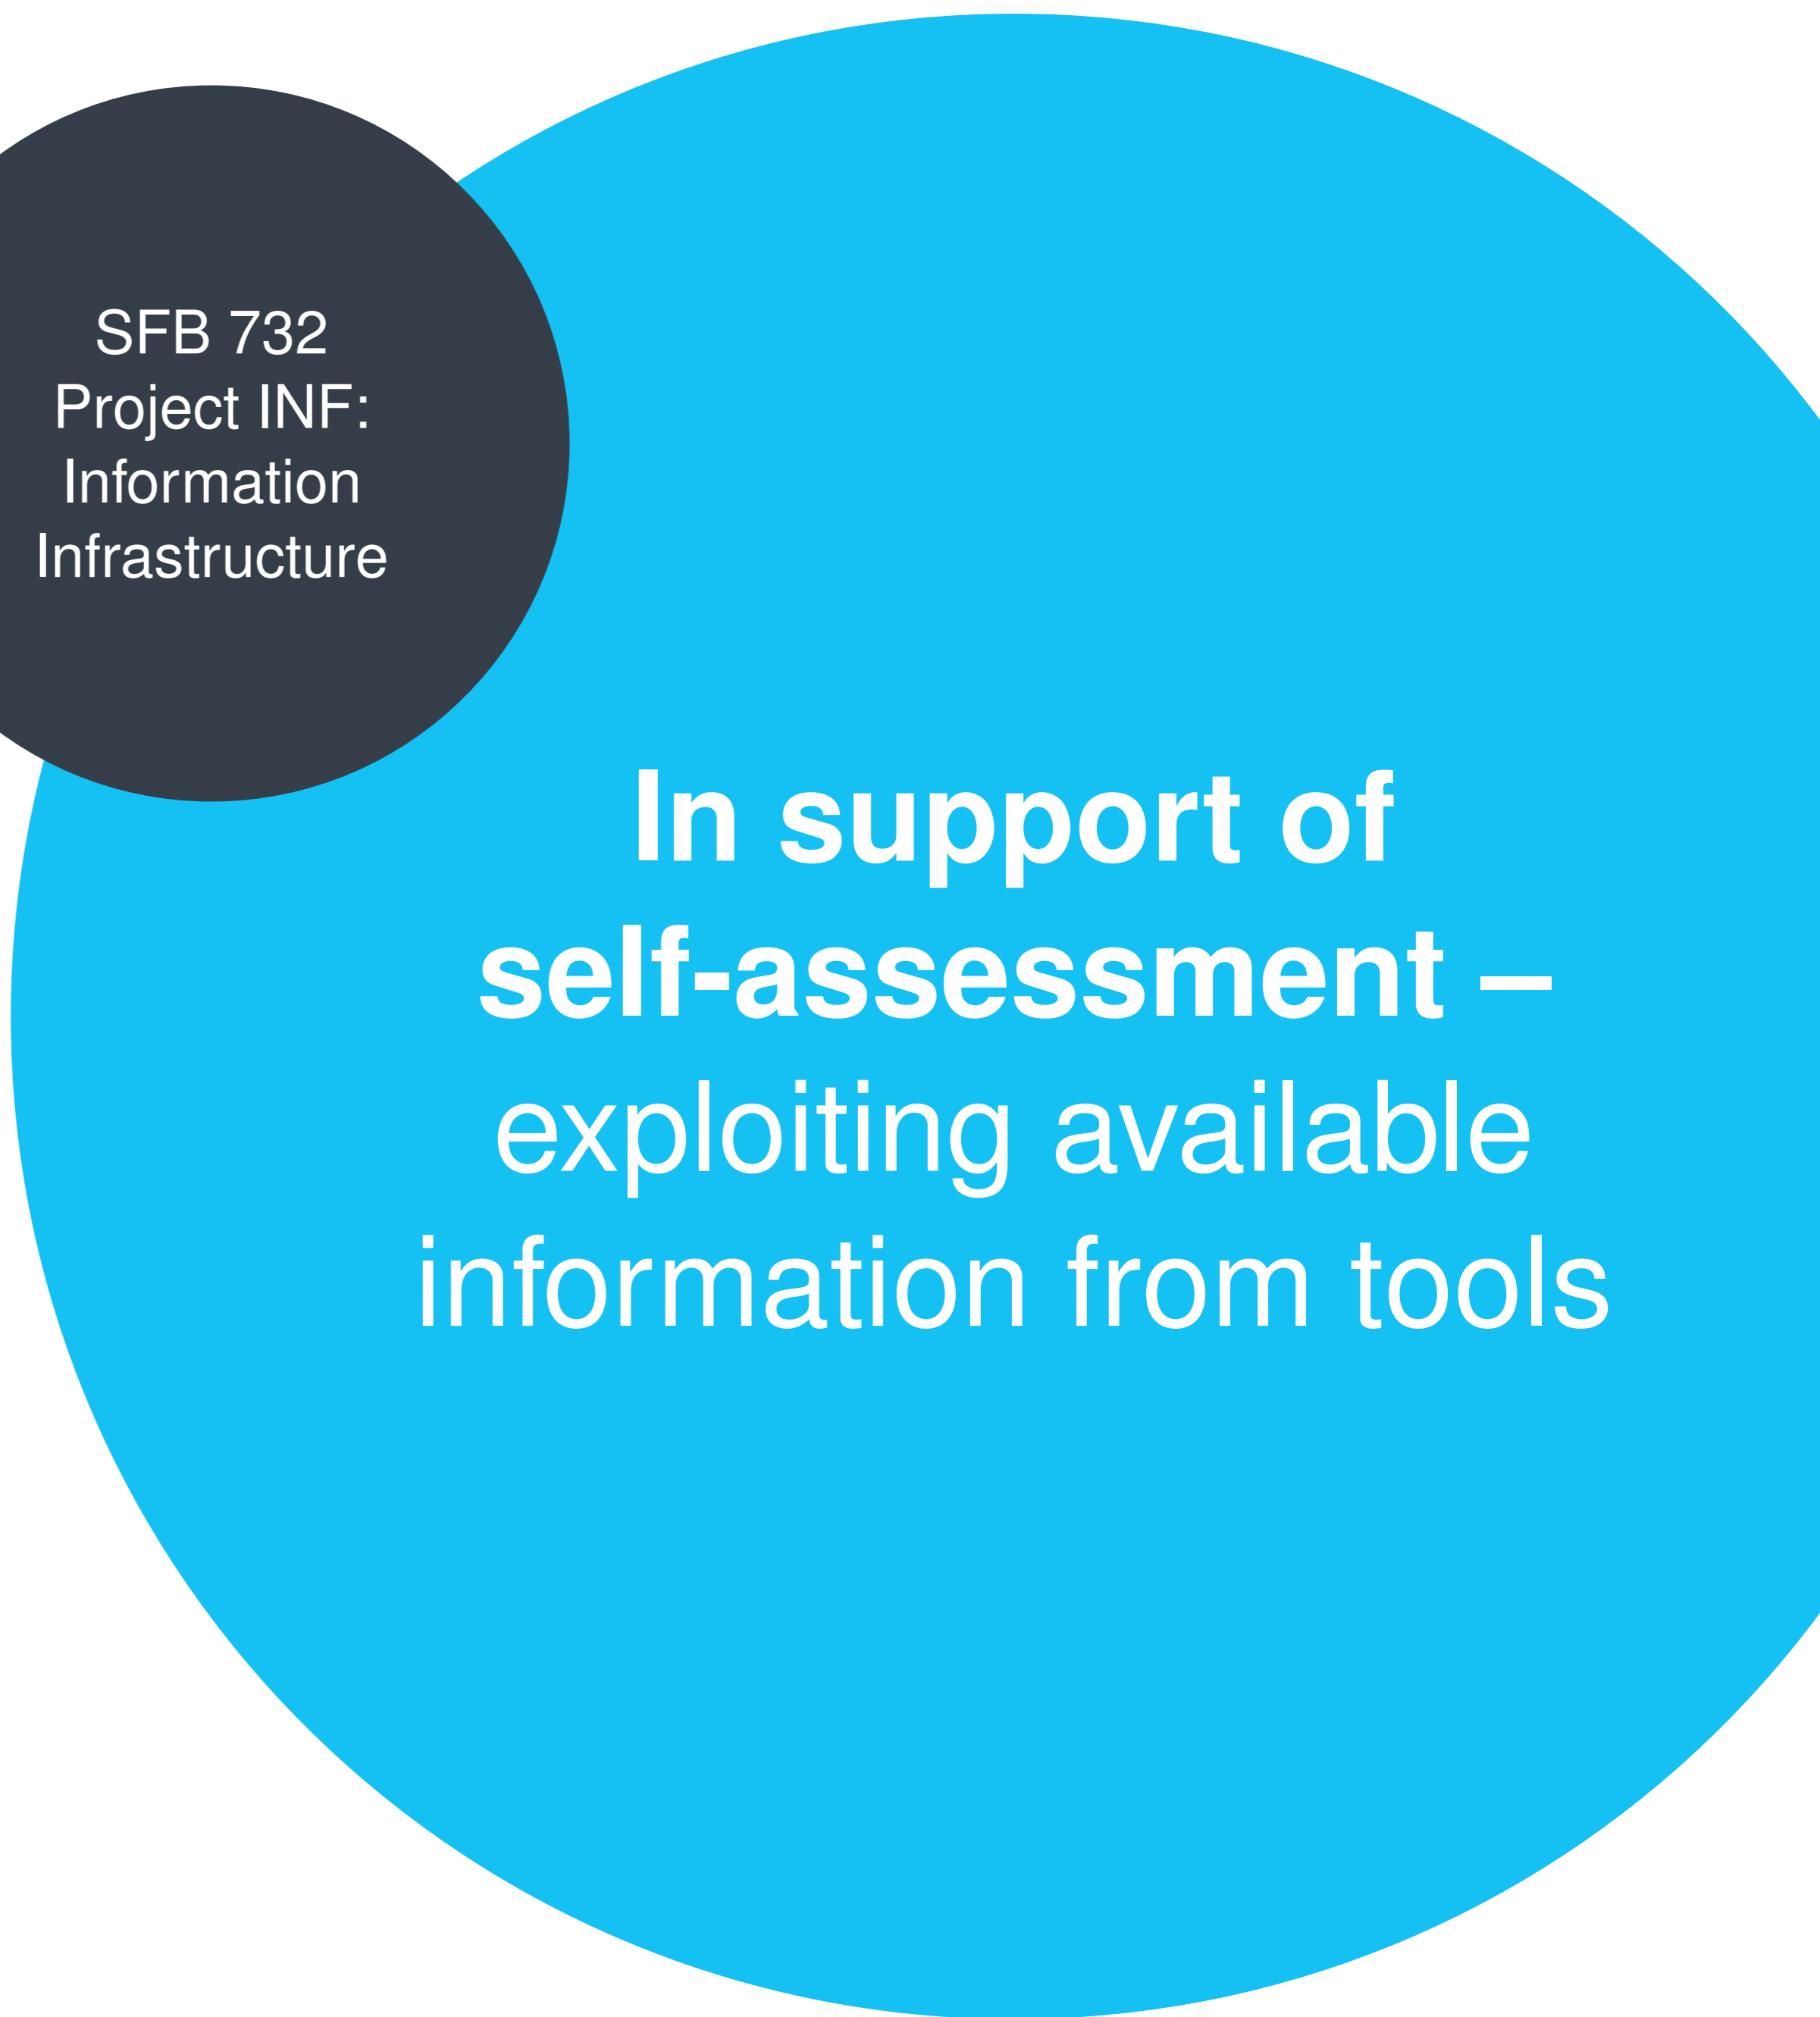 SFB 732
Project INF:
Information
Infrastructure
In support of
self-assessment –
exploiting available
information from tools